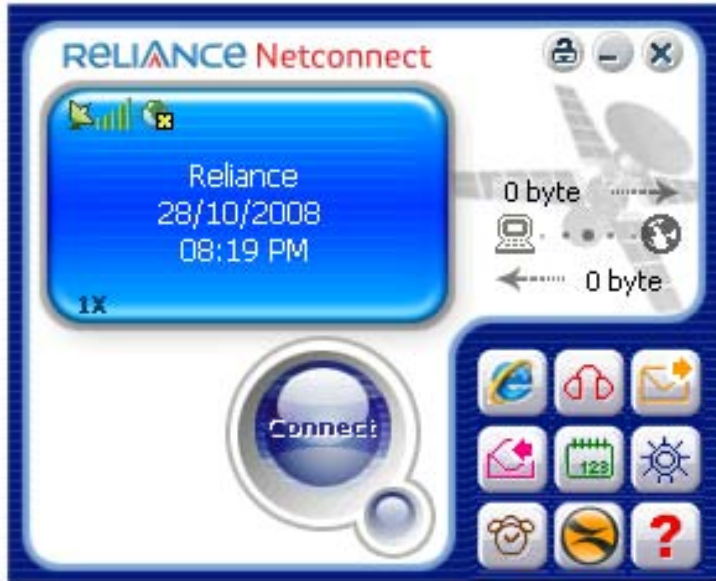 RELIANCE Netconnect
Reliance
28/10/2008
08:19 PM
1X
0 byte
0 byte
Connect
123
?